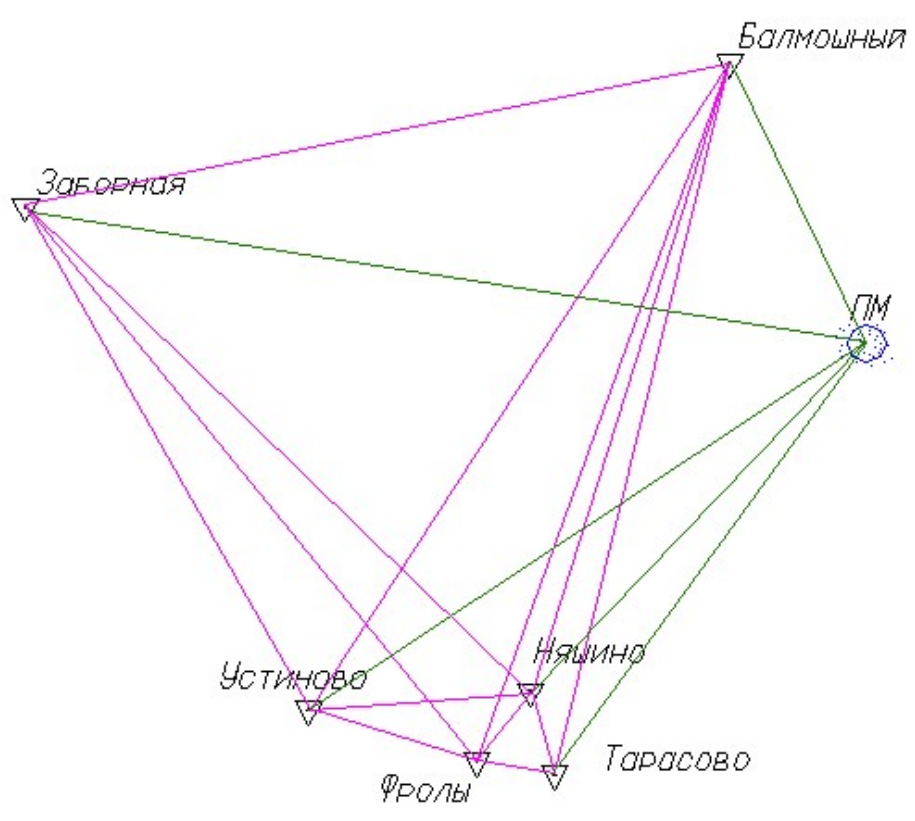 Балмошный
Заборная
ПМ
Няшино
Устиново
Тарасово
Фролы